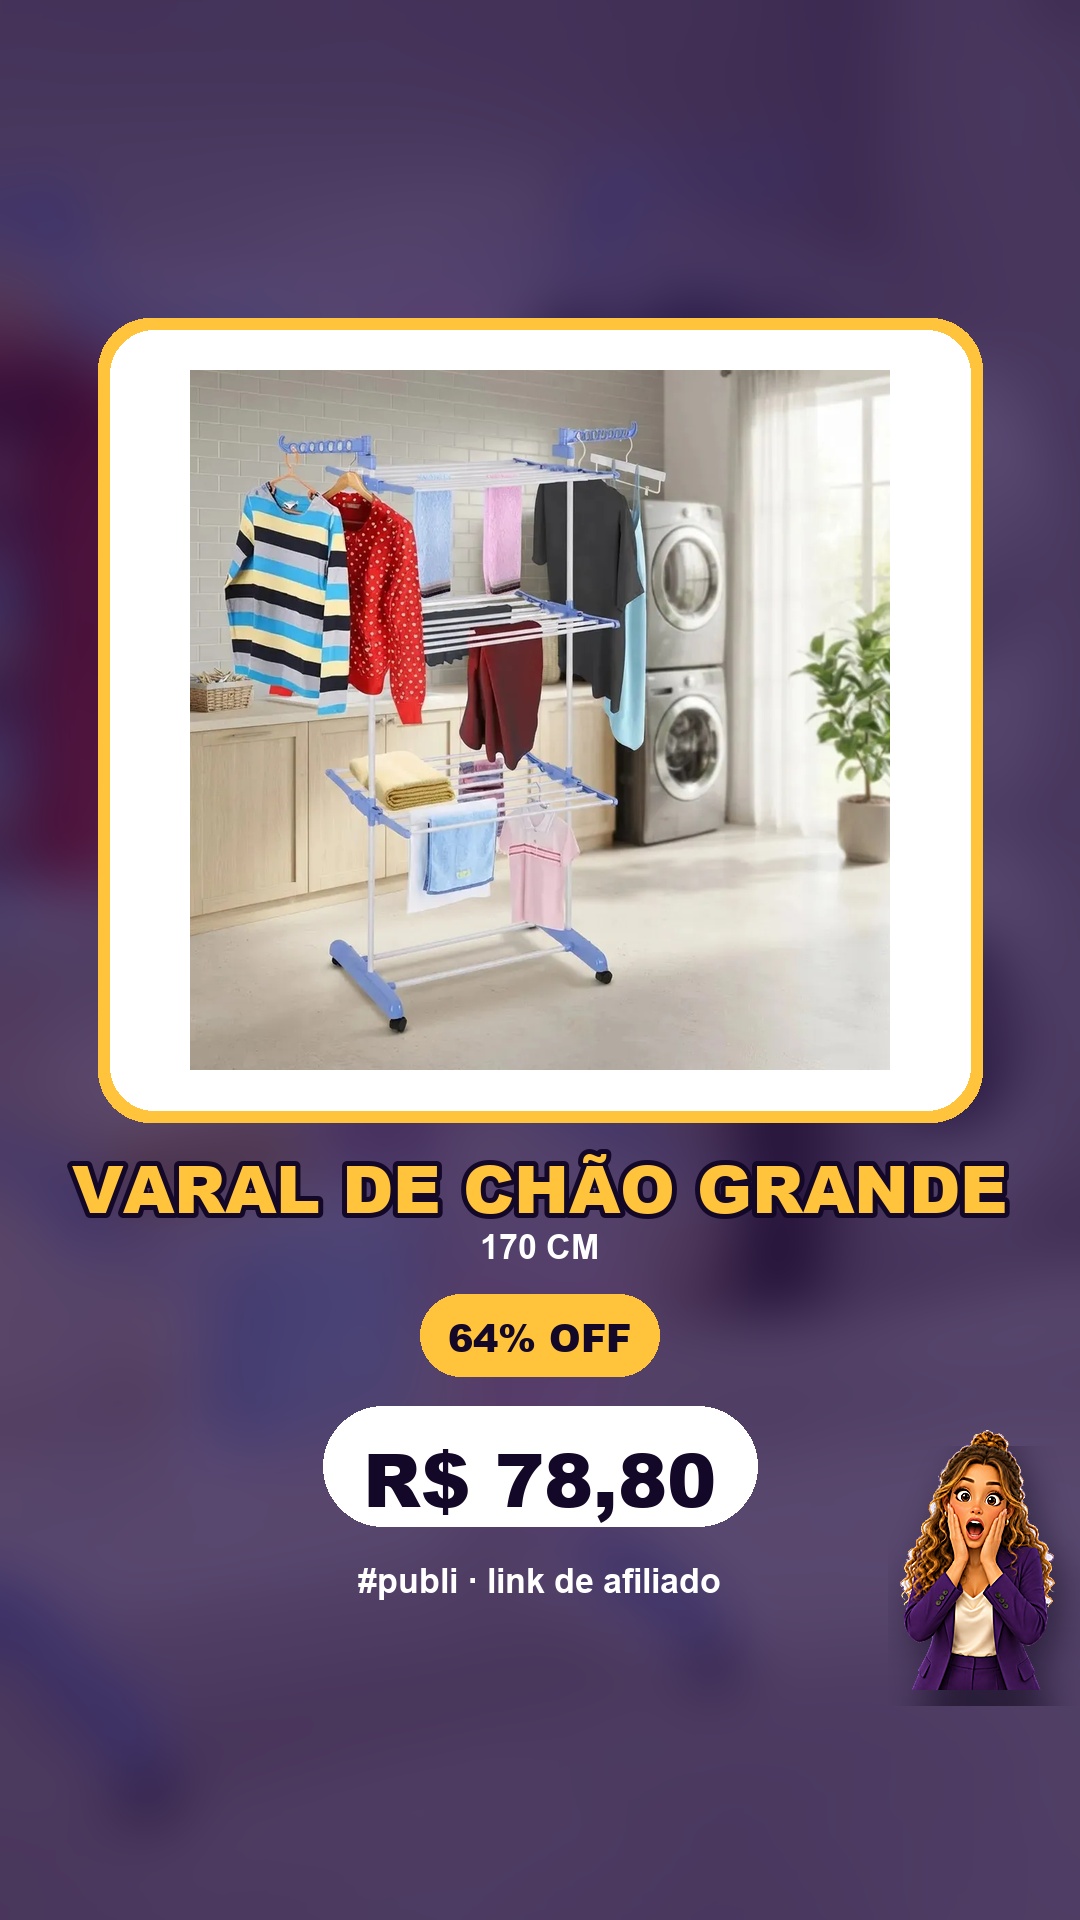 VARAL DE CHÃO GRANDE
170 CM
64% OFF
R$ 78,80
#publi · link de afiliado